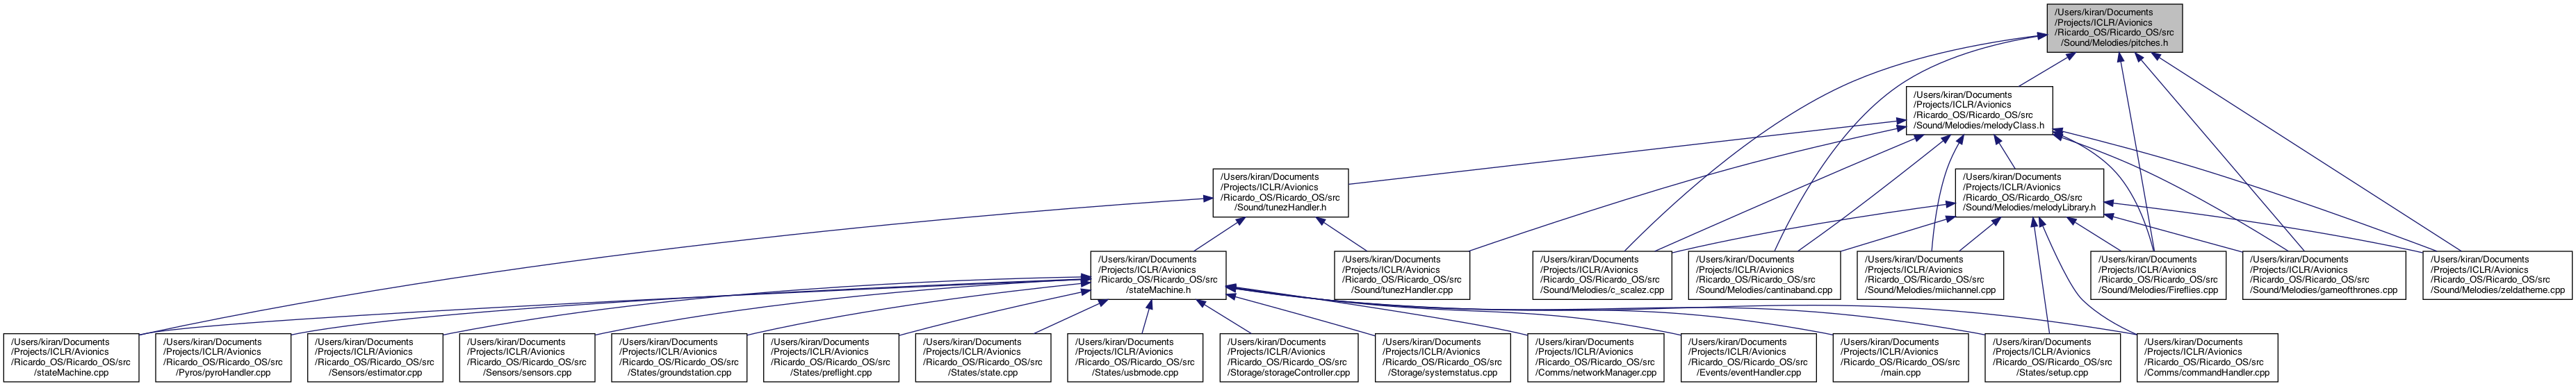 /Users/kiran/Documents
/Projects/ICLR/Avionics
/Ricardo_OS/Ricardo_OS/src
/Sound/Melodies/pitches.h
/Users/kiran/Documents
/Projects/ICLR/Avionics
/Ricardo_OS/Ricardo_OS/src
/Sound/Melodies/melodyClass.h
/Users/kiran/Documents
/Projects/ICLR/Avionics
/Ricardo_OS/Ricardo_OS/src
/Sound/tunezHandler.h
/Users/kiran/Documents
/Projects/ICLR/Avionics
/Ricardo_OS/Ricardo_OS/src
/Sound/Melodies/melodyLibrary.h
/Users/kiran/Documents
/Projects/ICLR/Avionics
/Ricardo_OS/Ricardo_OS/src
/stateMachine.h
/Users/kiran/Documents
/Projects/ICLR/Avionics
/Ricardo_OS/Ricardo_OS/src
/Sound/tunezHandler.cpp
/Users/kiran/Documents
/Projects/ICLR/Avionics
/Ricardo_OS/Ricardo_OS/src
/Sound/Melodies/c_scalez.cpp
/Users/kiran/Documents
/Projects/ICLR/Avionics
/Ricardo_OS/Ricardo_OS/src
/Sound/Melodies/cantinaband.cpp
/Users/kiran/Documents
/Projects/ICLR/Avionics
/Ricardo_OS/Ricardo_OS/src
/Sound/Melodies/miichannel.cpp
/Users/kiran/Documents
/Projects/ICLR/Avionics
/Ricardo_OS/Ricardo_OS/src
/Sound/Melodies/Fireflies.cpp
/Users/kiran/Documents
/Projects/ICLR/Avionics
/Ricardo_OS/Ricardo_OS/src
/Sound/Melodies/gameofthrones.cpp
/Users/kiran/Documents
/Projects/ICLR/Avionics
/Ricardo_OS/Ricardo_OS/src
/Sound/Melodies/zeldatheme.cpp
/Users/kiran/Documents
/Projects/ICLR/Avionics
/Ricardo_OS/Ricardo_OS/src
/stateMachine.cpp
/Users/kiran/Documents
/Projects/ICLR/Avionics
/Ricardo_OS/Ricardo_OS/src
/Pyros/pyroHandler.cpp
/Users/kiran/Documents
/Projects/ICLR/Avionics
/Ricardo_OS/Ricardo_OS/src
/Sensors/estimator.cpp
/Users/kiran/Documents
/Projects/ICLR/Avionics
/Ricardo_OS/Ricardo_OS/src
/Sensors/sensors.cpp
/Users/kiran/Documents
/Projects/ICLR/Avionics
/Ricardo_OS/Ricardo_OS/src
/States/groundstation.cpp
/Users/kiran/Documents
/Projects/ICLR/Avionics
/Ricardo_OS/Ricardo_OS/src
/States/preflight.cpp
/Users/kiran/Documents
/Projects/ICLR/Avionics
/Ricardo_OS/Ricardo_OS/src
/States/state.cpp
/Users/kiran/Documents
/Projects/ICLR/Avionics
/Ricardo_OS/Ricardo_OS/src
/States/usbmode.cpp
/Users/kiran/Documents
/Projects/ICLR/Avionics
/Ricardo_OS/Ricardo_OS/src
/Storage/storageController.cpp
/Users/kiran/Documents
/Projects/ICLR/Avionics
/Ricardo_OS/Ricardo_OS/src
/Storage/systemstatus.cpp
/Users/kiran/Documents
/Projects/ICLR/Avionics
/Ricardo_OS/Ricardo_OS/src
/Comms/networkManager.cpp
/Users/kiran/Documents
/Projects/ICLR/Avionics
/Ricardo_OS/Ricardo_OS/src
/Events/eventHandler.cpp
/Users/kiran/Documents
/Projects/ICLR/Avionics
/Ricardo_OS/Ricardo_OS/src
/main.cpp
/Users/kiran/Documents
/Projects/ICLR/Avionics
/Ricardo_OS/Ricardo_OS/src
/States/setup.cpp
/Users/kiran/Documents
/Projects/ICLR/Avionics
/Ricardo_OS/Ricardo_OS/src
/Comms/commandHandler.cpp